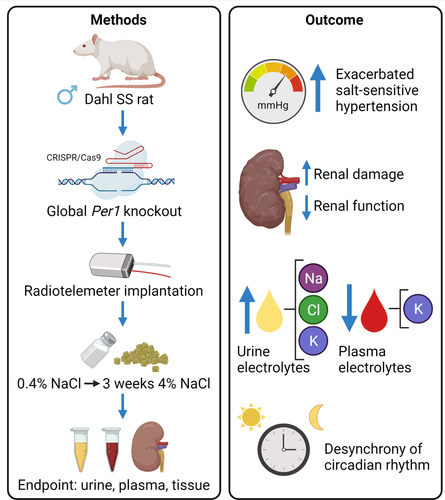 Methods
♂ Dahl SS rat
CRISPR/Cas9
Global Per1 knockout
Radiotelemeter implantation
0.4% NaCl → 3 weeks 4% NaCl
Endpoint: urine, plasma, tissue
Outcome
mmHg
↑ Exacerbated
salt-sensitive
hypertension
↑ Renal damage
↓ Renal function
Na
Cl
K
Urine
electrolytes
K
Plasma
electrolytes
Desynchrony of
circadian rhythm